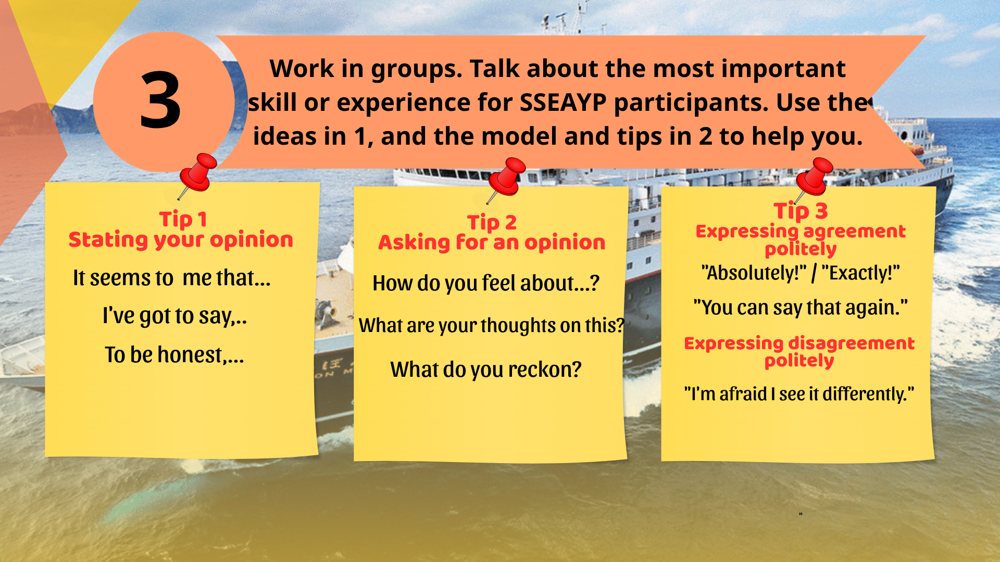 3
Work in groups. Talk about the most important
skill or experience for SSEAYP participants. Use the
ideas in 1, and the model and tips in 2 to help you.
Tip 1
Stating your opinion
It seems to  me that...
I've got to say,..
To be honest,...
Tip 2
Asking for an opinion
How do you feel about...?
What are your thoughts on this?
What do you reckon?
Tip 3
Expressing agreement
politely
"Absolutely!" / "Exactly!"
"You can say that again."
Expressing disagreement
politely
"I'm afraid I see it differently."
"